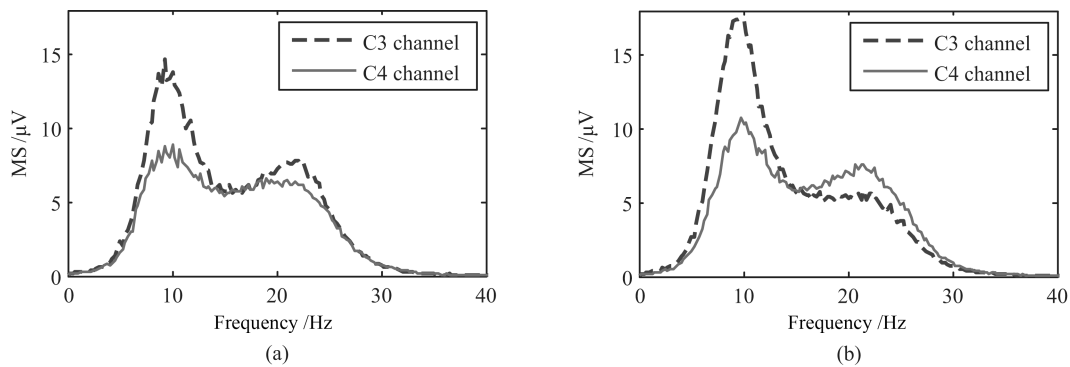 15
10
5
0
MS /μV
C3 channel
C4 channel
0 10 20 30 40
Frequency /Hz
(a)
15
10
5
0
MS /μV
C3 channel
C4 channel
0 10 20 30 40
Frequency /Hz
(b)